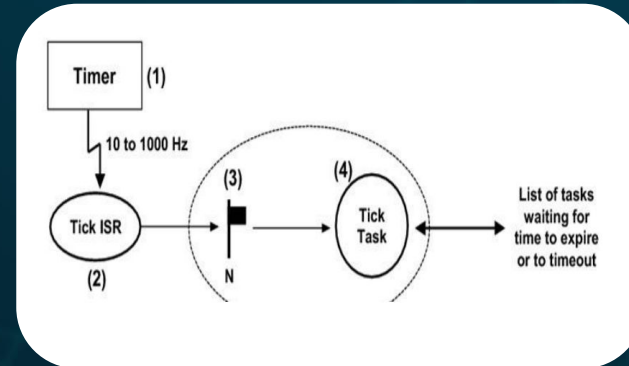 Timer
(1)
10 to 1000 Hz
Tick ISR
(2)
(3)
N
(4)
Tick
Task
List of tasks
waiting for
time to expire
or to timeout